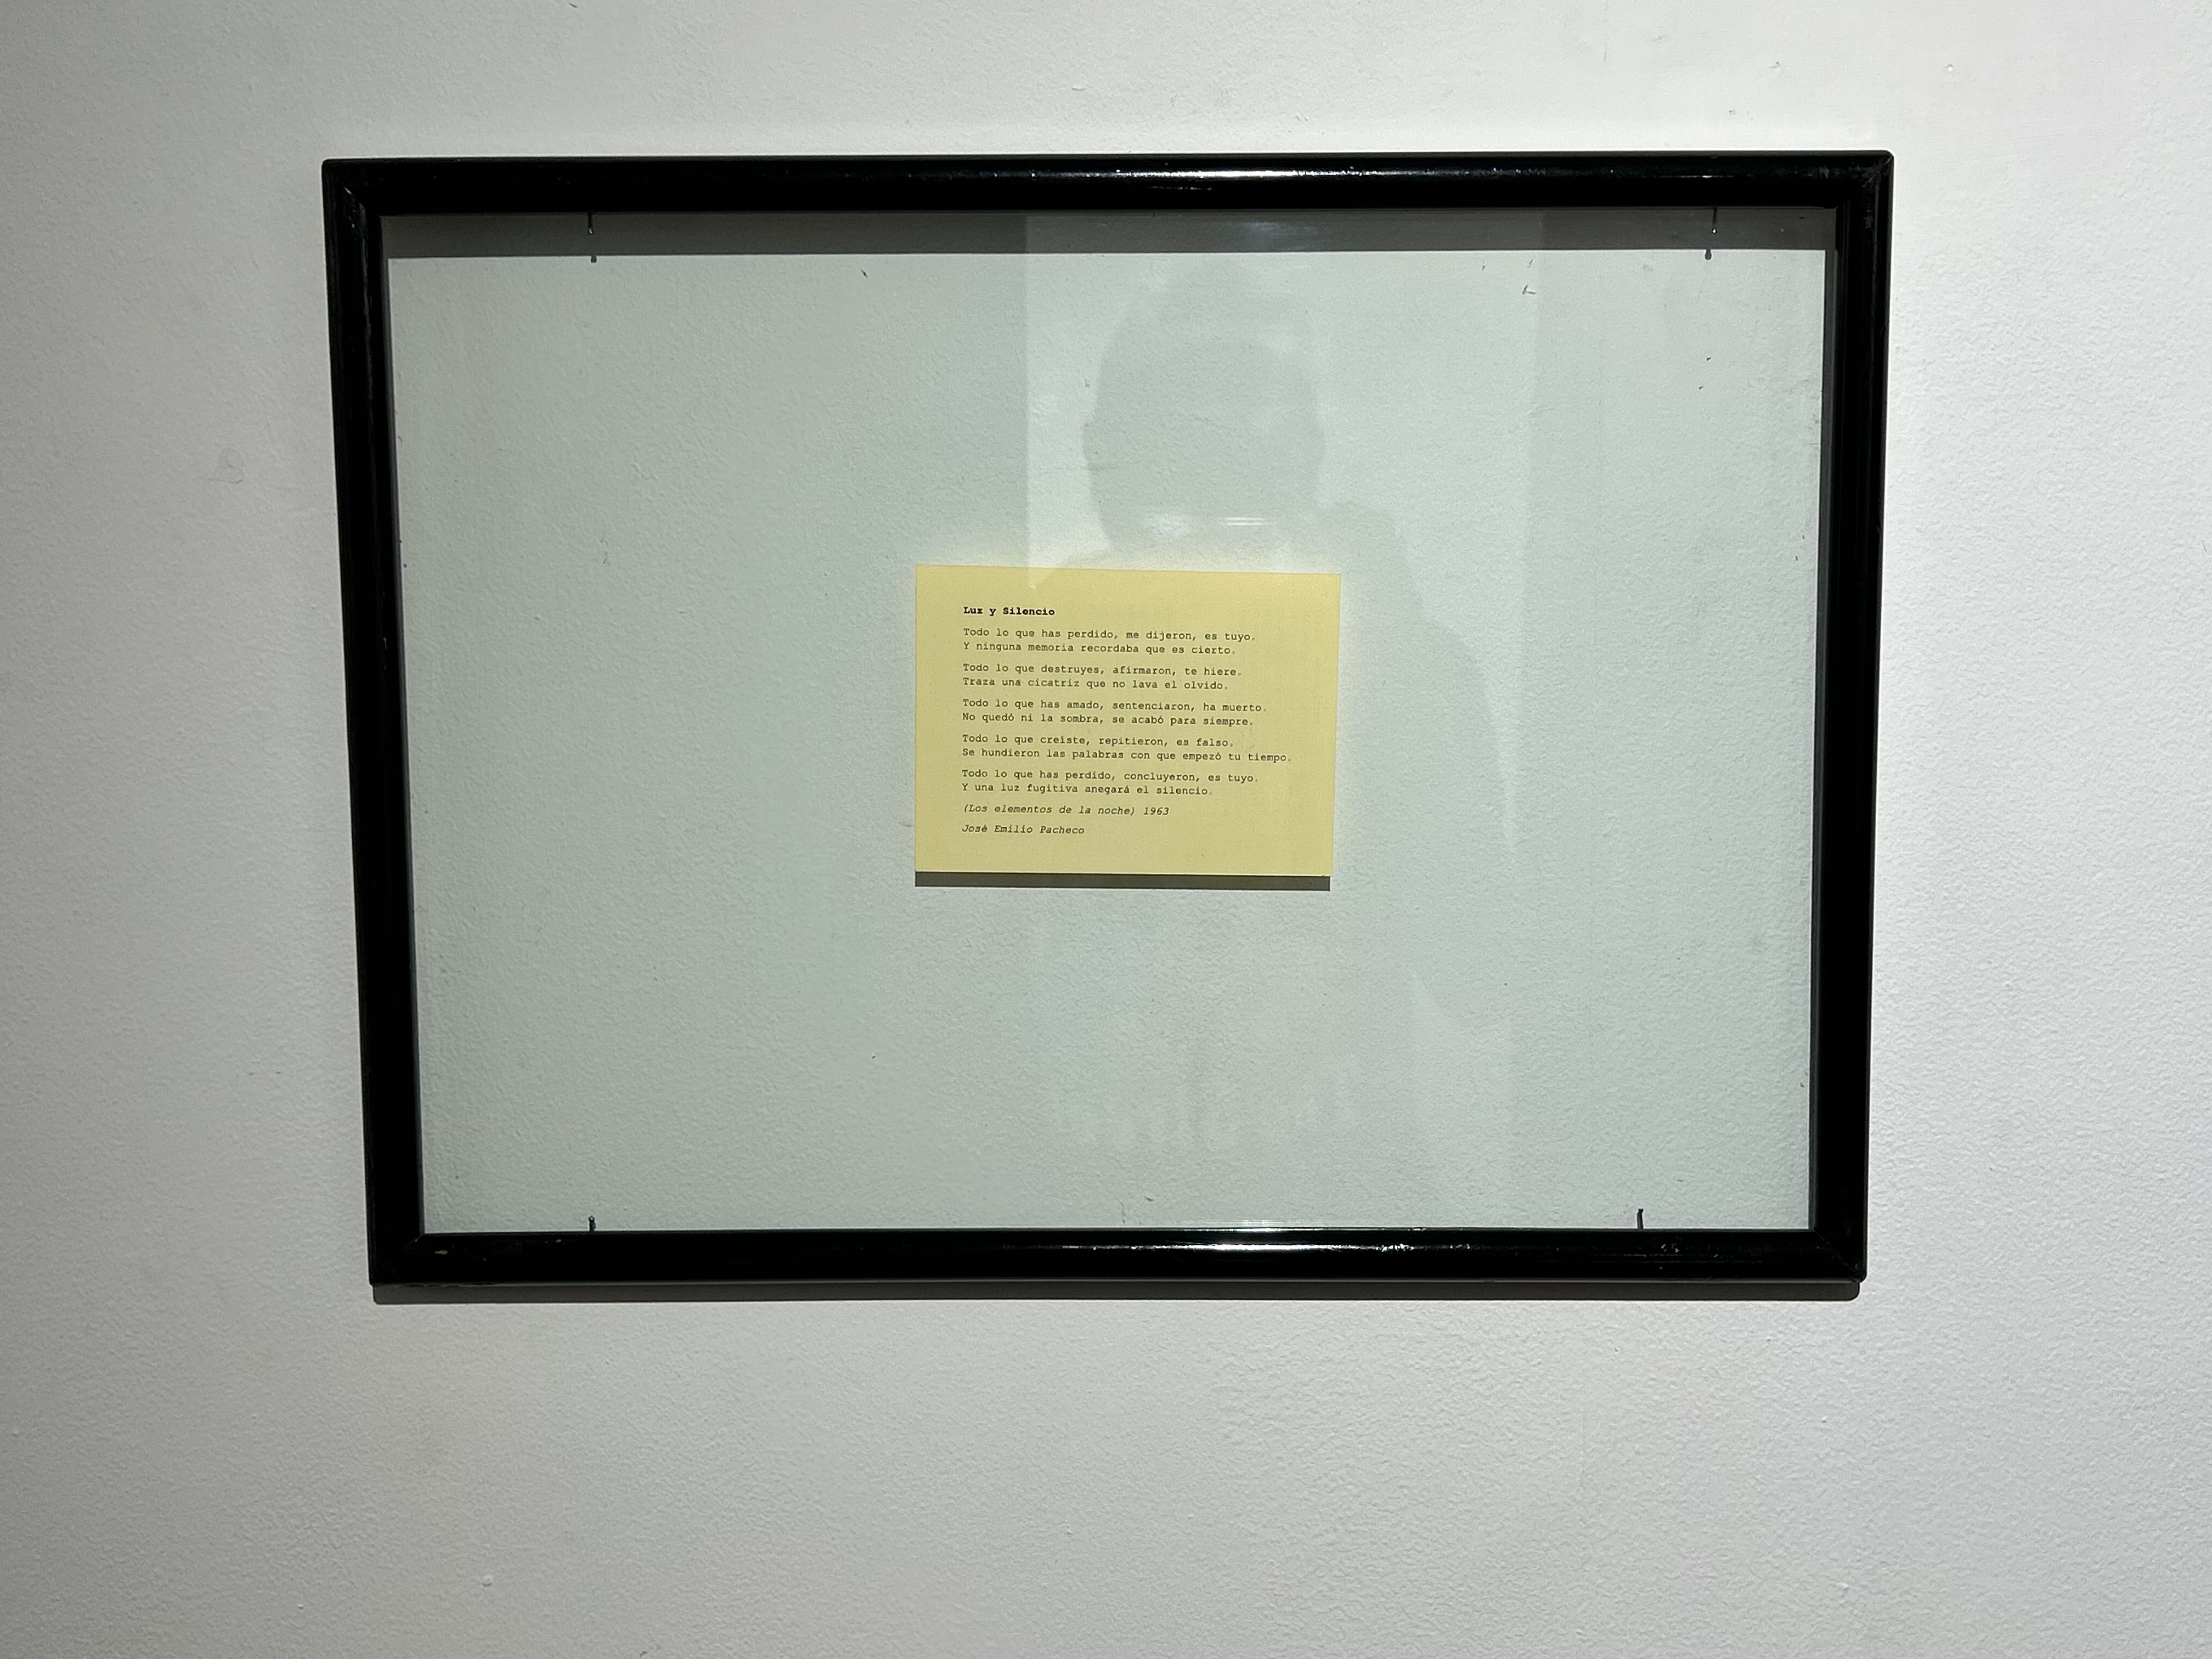 Luz y Silencio
Todo lo que has perdido, me dijeron, es tuyo.
Y ninguna memoria recordaba que es cierto.
Todo lo que destruyes, afirmaron, te hiere.
Traza una cicatriz que no lava el olvido.
Todo lo que has amado, sentenciaron, ha muerto.
No quedó ni la sombra, se acabó para siempre.
Todo lo que creíste, repitieron, es falso.
Se hundieron las palabras con que empezó tu tiempo.
Todo lo que has perdido, concluyeron, es tuyo.
Y una luz fugitiva anegará el silencio.
(Los elementos de la noche) 1963
José Emilio Pacheco